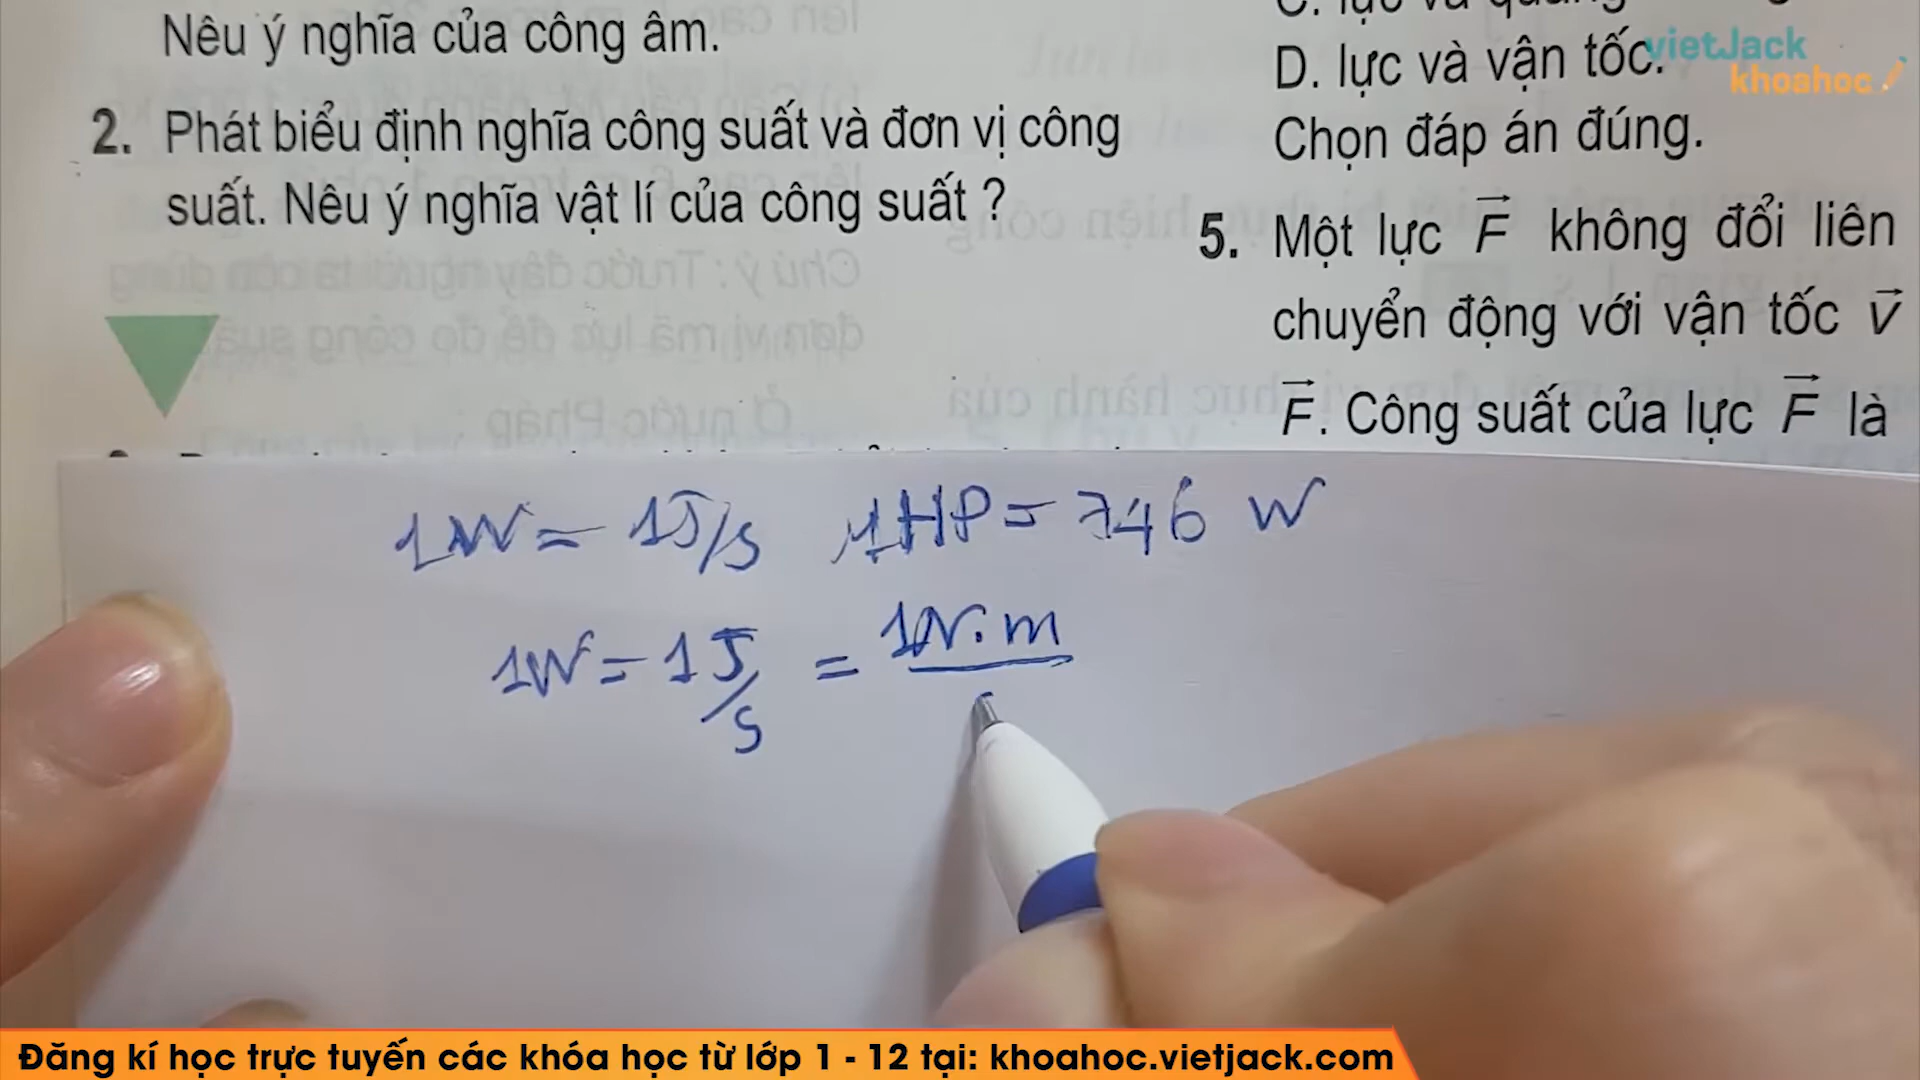 Nêu ý nghĩa của công âm.
2. Phát biểu định nghĩa công suất và đơn vị công
suất. Nêu ý nghĩa vật lí của công suất ?
D. lực và vận tốc.
Chọn đáp án đúng.
5. Một lực F không đổi liên
chuyển động với vận tốc v
F. Công suất của lực F là
vietJack
khoahoc
1W = 1J/s 1HP = 746 W
1W = 1J/s = 1N.m
Đăng kí học trực tuyến các khóa học từ lớp 1 - 12 tại: khoahoc.vietjack.com